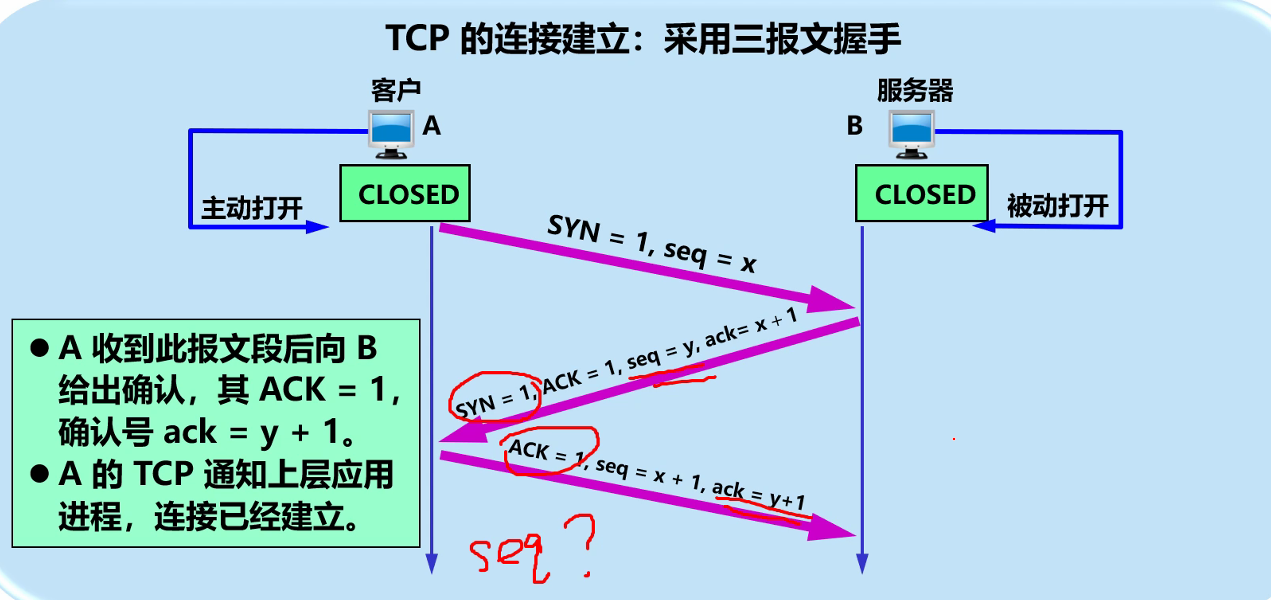 TCP 的连接建立：采用三报文握手
客户
服务器
A
B
CLOSED
CLOSED
主动打开
被动打开
SYN = 1, seq = x
SYN = 1, ACK = 1, seq = y, ack= x＋1
ACK = 1, seq = x + 1, ack = y+1
● A 收到此报文段后向 B
给出确认，其 ACK = 1，
确认号 ack = y + 1。
● A 的 TCP 通知上层应用
进程，连接已经建立。
seq?